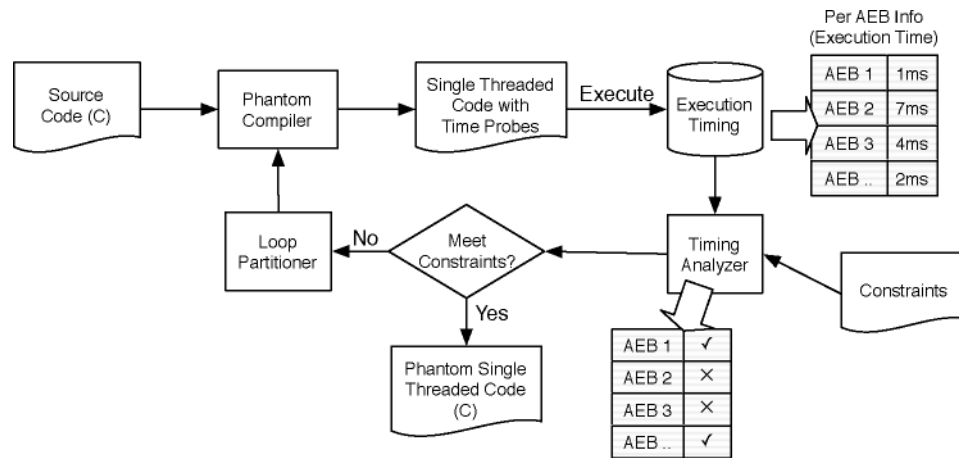 Per AEB Info
(Execution Time)
Source
Code (C)
Phantom
Compiler
Single Threaded
Code with
Time Probes
Execute
Execution
Timing
AEB 1 1ms
AEB 2 7ms
AEB 3 4ms
AEB .. 2ms
Loop
Partitioner
No
Meet
Constraints?
Yes
Timing
Analyzer
Constraints
Phantom Single
Threaded Code
(C)
AEB 1 ✓
AEB 2 ×
AEB 3 ×
AEB .. ✓